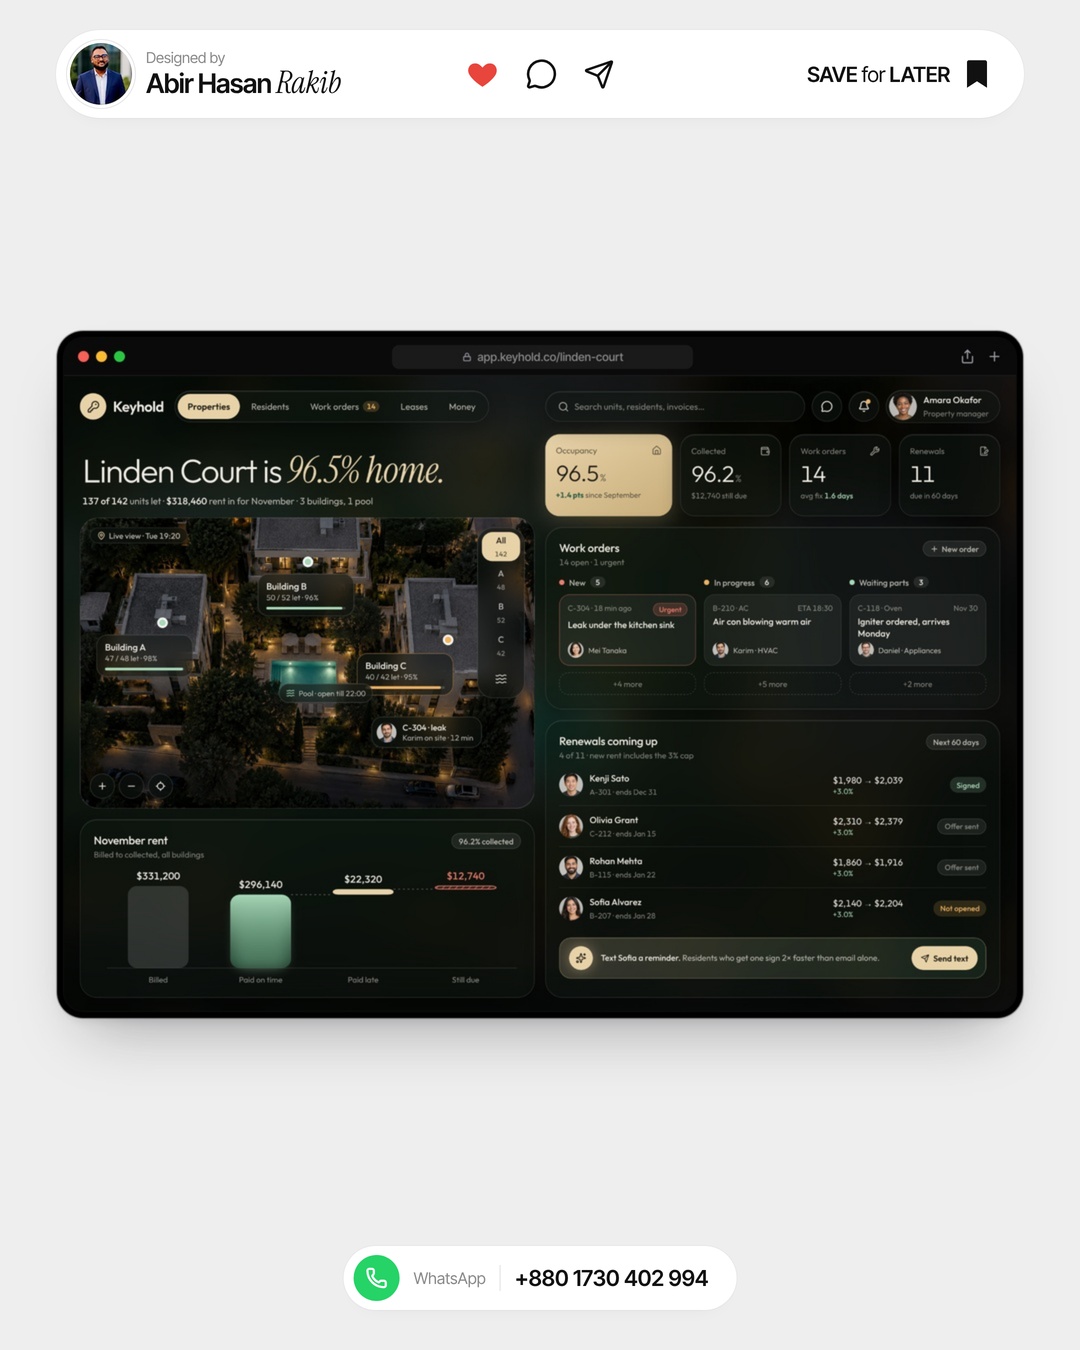 Designed by
Abir Hasan Rakib
SAVE for LATER
app.keyhold.co/linden-court
Keyhold
Properties
Residents
Work orders 14
Leases
Money
Search units, residents, invoices...
Amara Okafor
Property manager
Linden Court is 96.5% home.
137 of 142 units let · $318,460 rent in for November · 3 buildings, 1 pool
Live view · Tue 19:20
Building B
50 / 52 let · 96%
Building A
47 / 48 let · 98%
Building C
40 / 42 let · 95%
Pool · open till 22:00
C-304 · leak
Karim on site · 12 min
All
142
A
48
B
52
C
42
November rent
Billed to collected, all buildings
96.2% collected
$331,200
$296,140
$22,320
$12,740
Billed
Paid on time
Paid late
Still due
Occupancy
96.5%
+1.4 pts since September
Collected
96.2%
$12,740 still due
Work orders
14
avg fix 1.6 days
Renewals
11
due in 60 days
Work orders
14 open · 1 urgent
+ New order
New 5
C-304 · 18 min ago
Urgent
Leak under the kitchen sink
Mei Tanaka
+4 more
In progress 6
B-210 · AC
ETA 18:30
Air con blowing warm air
Karim · HVAC
+5 more
Waiting parts 3
C-118 · Oven
Nov 30
Igniter ordered, arrives
Monday
Daniel · Appliances
+2 more
Renewals coming up
4 of 11 · new rent includes the 3% cap
Next 60 days
Kenji Sato
A-301 · ends Dec 31
$1,980 → $2,039
+3.0%
Signed
Olivia Grant
C-212 · ends Jan 15
$2,310 → $2,379
+3.0%
Offer sent
Rohan Mehta
B-115 · ends Jan 22
$1,860 → $1,916
+3.0%
Offer sent
Sofia Alvarez
B-207 · ends Jan 28
$2,140 → $2,204
+3.0%
Not opened
Text Sofia a reminder. Residents who get one sign 2× faster than email alone.
Send text
WhatsApp
+880 1730 402 994